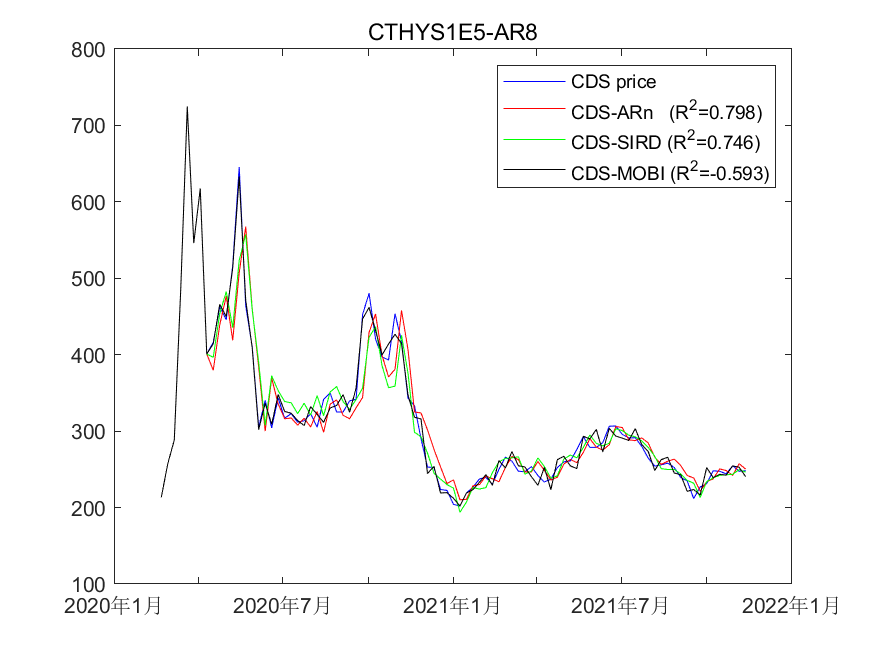 CTHYS1E5-AR8
800
700
600
500
400
300
200
100
CDS price
CDS-ARn (R²=0.798)
CDS-SIRD (R²=0.746)
CDS-MOBI (R²=-0.593)
2020年1月
2020年7月
2021年1月
2021年7月
2022年1月